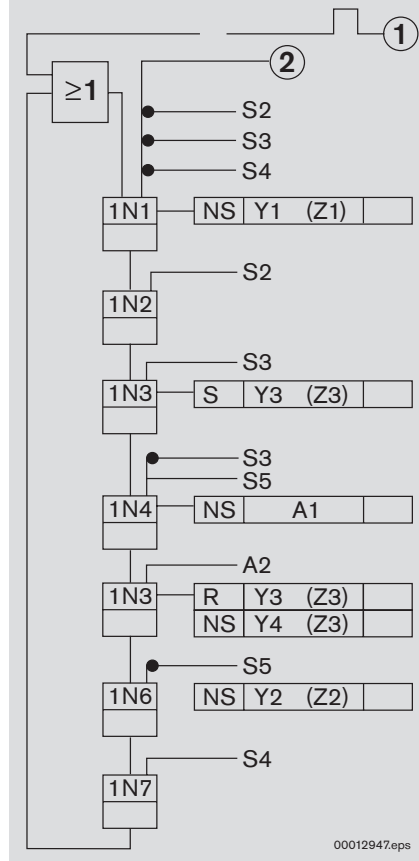 1
2
≥1
S2
S3
S4
1N1 NS Y1 (Z1)
S2
1N2
S3
1N3 S Y3 (Z3)
S3
S5
1N4 NS A1
A2
1N3 R Y3 (Z3)
NS Y4 (Z3)
S5
1N6 NS Y2 (Z2)
S4
1N7
00012947.eps